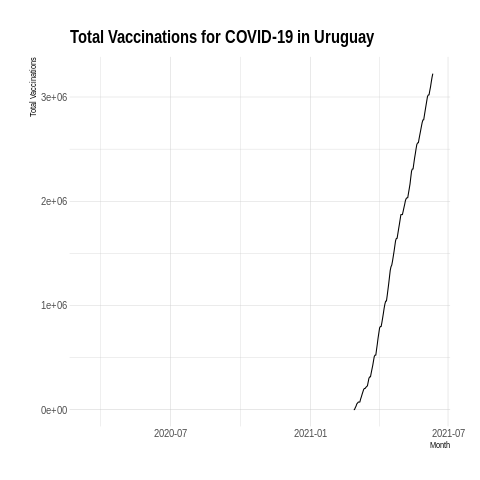 Total Vaccinations for COVID-19 in Uruguay
Total Vaccinations
3e+06
2e+06
1e+06
0e+00
2020-07 2021-01 2021-07
Month